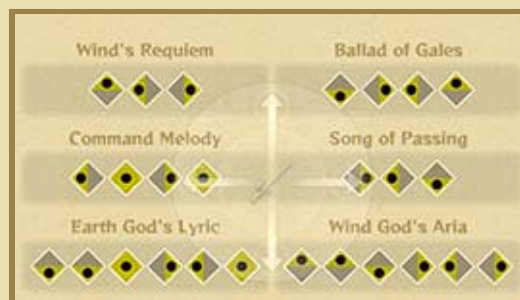 Wind's Requiem
Ballad of Gales
Command Melody
Song of Passing
Earth God's Lyric
Wind God's Aria